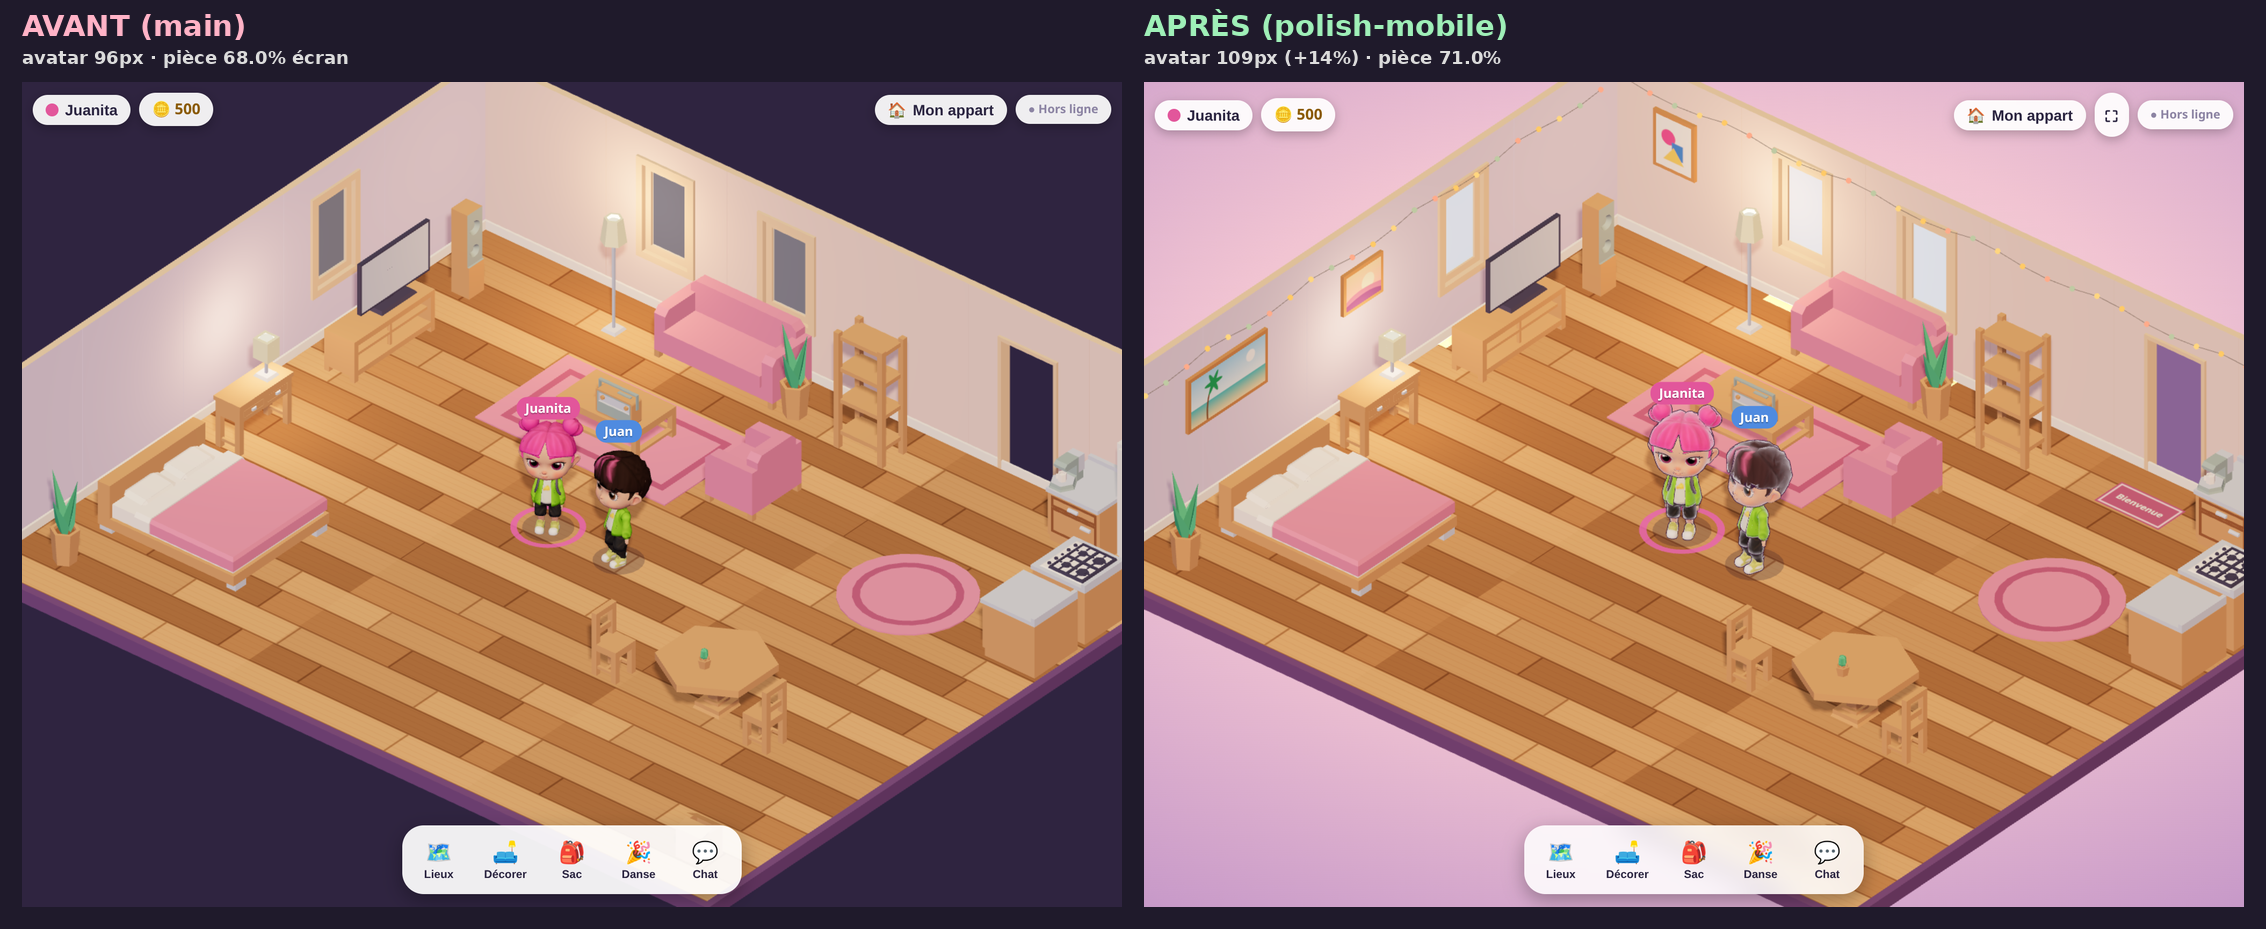 AVANT (main)
avatar 96px · pièce 68.0% écran
Juanita
500
Mon appart
• Hors ligne
Juanita
Juan
Lieux
Décorer
Sac
Danse
Chat
APRÈS (polish-mobile)
avatar 109px (+14%) · pièce 71.0%
Juanita
500
Mon appart
• Hors ligne
Juanita
Juan
Bienvenue
Lieux
Décorer
Sac
Danse
Chat